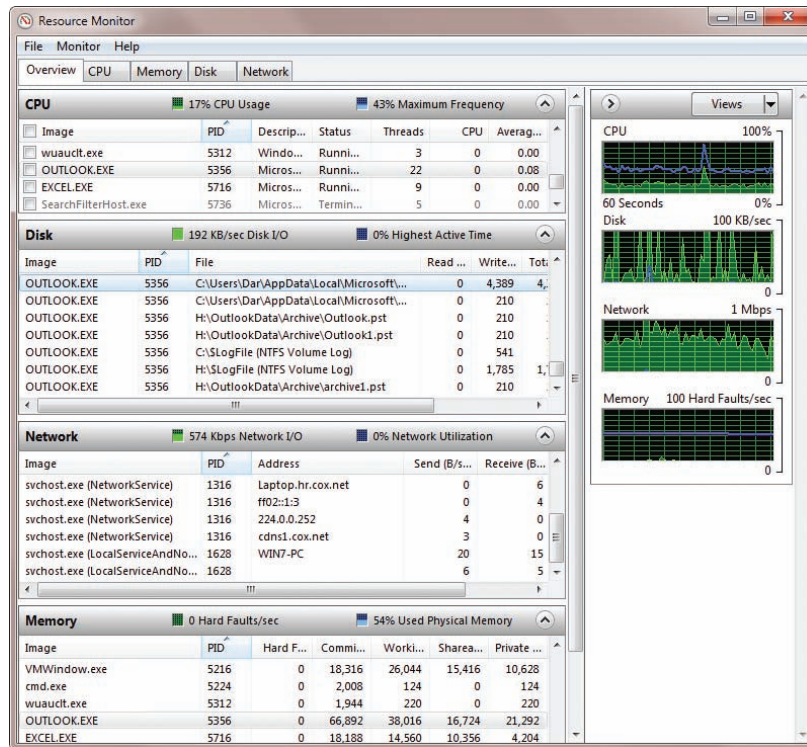 Resource Monitor
File Monitor Help
Overview CPU Memory Disk Network
CPU 17% CPU Usage 43% Maximum Frequency
Image PID Descrip... Status Threads CPU Averag...
wuauclt.exe 5312 Windo... Runni... 3 0 0.00
OUTLOOK.EXE 5356 Micros... Runni... 22 0 0.08
EXCEL.EXE 5716 Micros... Runni... 9 0 0.00
SearchFilterHost.exe 5736 Micros... Termin... 5 0 0.00
Disk 192 KB/sec Disk I/O 0% Highest Active Time
Image PID File Read ... Write... Tota
OUTLOOK.EXE 5356 C:\Users\Dar\AppData\Local\Microsoft\... 0 4,389 4,
OUTLOOK.EXE 5356 C:\Users\Dar\AppData\Local\Microsoft\... 0 210
OUTLOOK.EXE 5356 H:\OutlookData\Archive\Outlook.pst 0 210
OUTLOOK.EXE 5356 H:\OutlookData\Archive\Outlook1.pst 0 210
OUTLOOK.EXE 5356 C:\$LogFile (NTFS Volume Log) 0 541
OUTLOOK.EXE 5356 H:\$LogFile (NTFS Volume Log) 0 1,785 1,
OUTLOOK.EXE 5356 H:\OutlookData\Archive\archive1.pst 0 210
Network 574 Kbps Network I/O 0% Network Utilization
Image PID Address Send (B/s... Receive (B...
svchost.exe (NetworkService) 1316 Laptop.hr.cox.net 0 6
svchost.exe (NetworkService) 1316 ff02::1:3 0 4
svchost.exe (NetworkService) 1316 224.0.0.252 4 0
svchost.exe (NetworkService) 1316 cdns1.cox.net 3 0
svchost.exe (LocalServiceAndNo... 1628 WIN7-PC 20 15
svchost.exe (LocalServiceAndNo... 1628 6 5
Memory 0 Hard Faults/sec 54% Used Physical Memory
Image PID Hard F... Commi... Worki... Sharea... Private ...
VMWindow.exe 5216 0 18,316 26,044 15,416 10,628
cmd.exe 5224 0 2,008 124 0 124
wuauclt.exe 5312 0 1,944 220 0 220
OUTLOOK.EXE 5356 0 66,892 38,016 16,724 21,292
EXCEL.EXE 5716 0 18,188 14,560 10,356 4,204
Views
CPU 100%
60 Seconds 0%
Disk 100 KB/sec
0
Network 1 Mbps
0
Memory 100 Hard Faults/sec
0